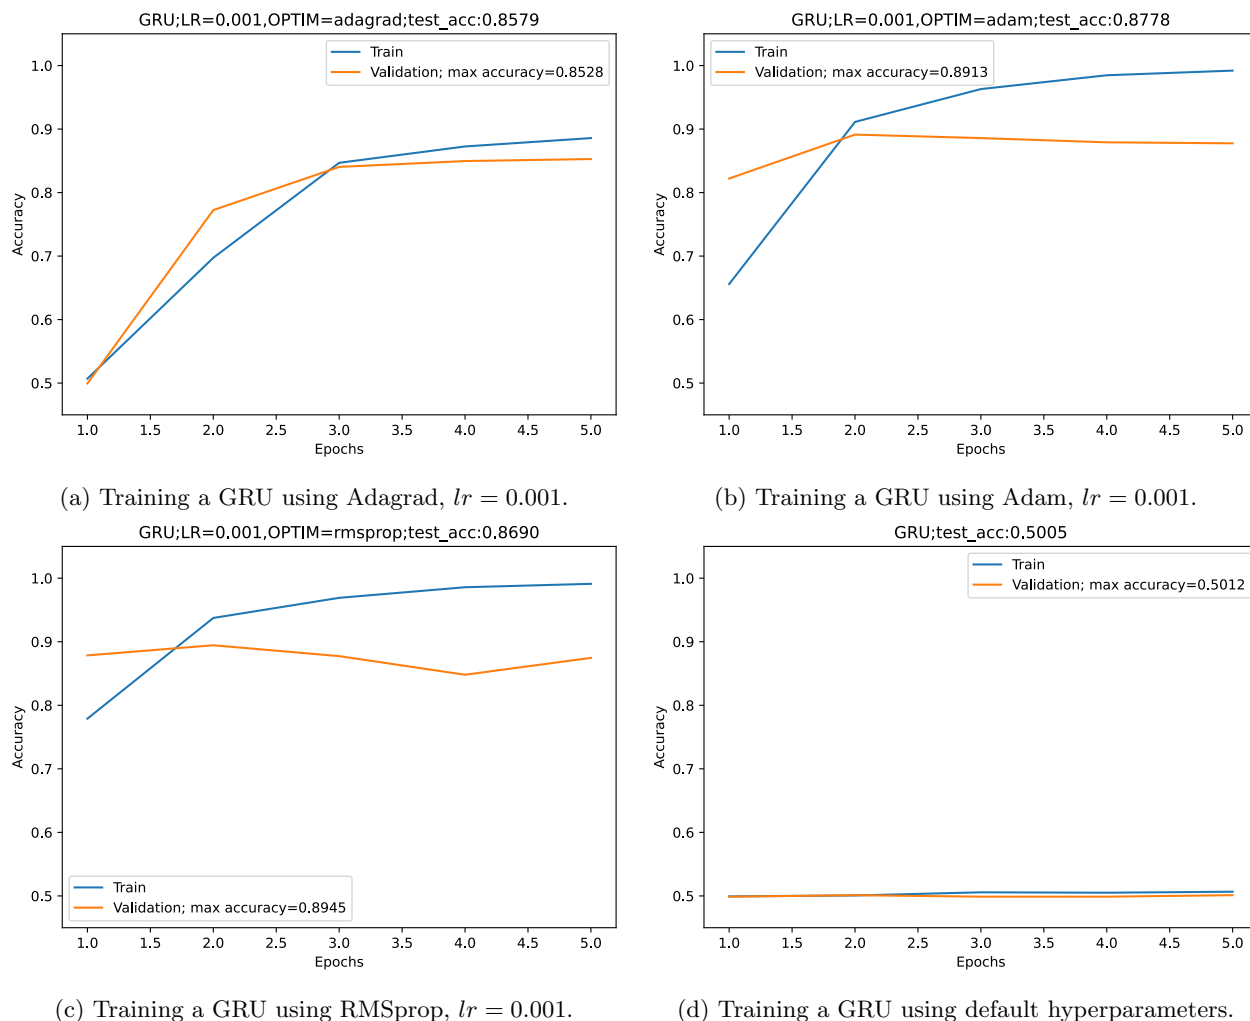 GRU;LR=0.001,OPTIM=adagrad;test_acc:0.8579
Train
Validation; max accuracy=0.8528
1.0
0.9
0.8
0.7
0.6
0.5
Accuracy
1.0 1.5 2.0 2.5 3.0 3.5 4.0 4.5 5.0
Epochs
(a) Training a GRU using Adagrad, lr = 0.001.
GRU;LR=0.001,OPTIM=adam;test_acc:0.8778
Train
Validation; max accuracy=0.8913
1.0
0.9
0.8
0.7
0.6
0.5
Accuracy
1.0 1.5 2.0 2.5 3.0 3.5 4.0 4.5 5.0
Epochs
(b) Training a GRU using Adam, lr = 0.001.
GRU;LR=0.001,OPTIM=rmsprop;test_acc:0.8690
1.0
0.9
0.8
0.7
0.6
0.5
Accuracy
Train
Validation; max accuracy=0.8945
1.0 1.5 2.0 2.5 3.0 3.5 4.0 4.5 5.0
Epochs
(c) Training a GRU using RMSprop, lr = 0.001.
GRU;test_acc:0.5005
Train
Validation; max accuracy=0.5012
1.0
0.9
0.8
0.7
0.6
0.5
Accuracy
1.0 1.5 2.0 2.5 3.0 3.5 4.0 4.5 5.0
Epochs
(d) Training a GRU using default hyperparameters.